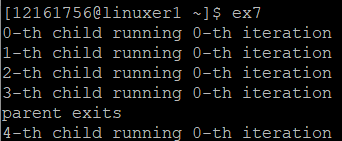 [12161756@linuxer1 ~]$ ex7
0-th child running 0-th iteration
1-th child running 0-th iteration
2-th child running 0-th iteration
3-th child running 0-th iteration
parent exits
4-th child running 0-th iteration